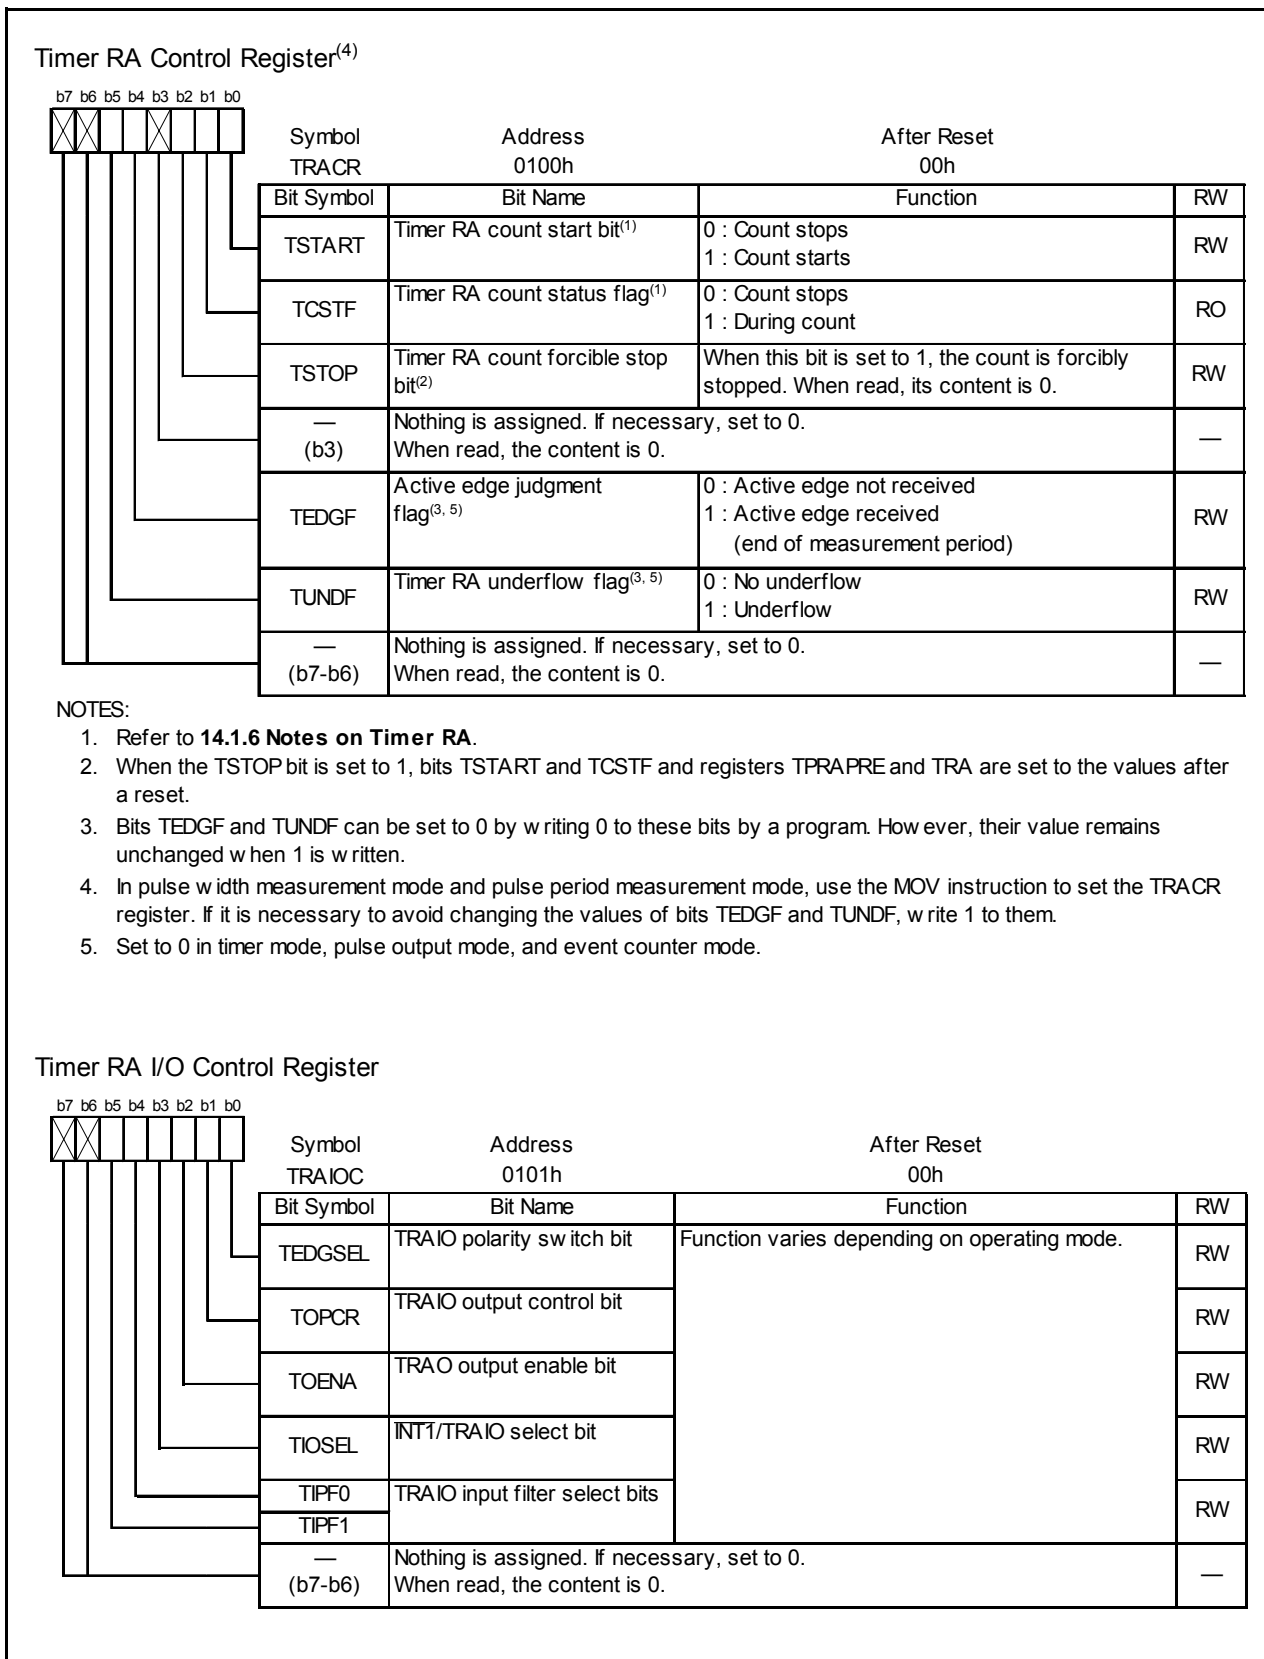 Timer RA Control Register(4)
b7 b6 b5 b4 b3 b2 b1 b0
Symbol Address After Reset
TRACR 0100h 00h
Bit Symbol Bit Name Function RW
TSTART Timer RA count start bit(1) 0 : Count stops RW
1 : Count starts
TCSTF Timer RA count status flag(1) 0 : Count stops RO
1 : During count
TSTOP Timer RA count forcible stop When this bit is set to 1, the count is forcibly RW
bit(2) stopped. When read, its content is 0.
— Nothing is assigned. If necessary, set to 0. —
(b3) When read, the content is 0.
TEDGF Active edge judgment 0 : Active edge not received RW
flag(3, 5) 1 : Active edge received
(end of measurement period)
TUNDF Timer RA underflow flag(3, 5) 0 : No underflow RW
1 : Underflow
— Nothing is assigned. If necessary, set to 0. —
(b7-b6) When read, the content is 0.
NOTES:
1. Refer to 14.1.6 Notes on Timer RA.
2. When the TSTOP bit is set to 1, bits TSTART and TCSTF and registers TPRAPRE and TRA are set to the values after
a reset.
3. Bits TEDGF and TUNDF can be set to 0 by writing 0 to these bits by a program. However, their value remains
unchanged when 1 is written.
4. In pulse width measurement mode and pulse period measurement mode, use the MOV instruction to set the TRACR
register. If it is necessary to avoid changing the values of bits TEDGF and TUNDF, write 1 to them.
5. Set to 0 in timer mode, pulse output mode, and event counter mode.
Timer RA I/O Control Register
b7 b6 b5 b4 b3 b2 b1 b0
Symbol Address After Reset
TRAIOC 0101h 00h
Bit Symbol Bit Name Function RW
TEDGSEL TRAIO polarity switch bit Function varies depending on operating mode. RW
TOPCR TRAIO output control bit RW
TOENA TRAO output enable bit RW
TIOSEL INT1/TRAIO select bit RW
TIPF0 TRAIO input filter select bits RW
TIPF1
— Nothing is assigned. If necessary, set to 0. —
(b7-b6) When read, the content is 0.